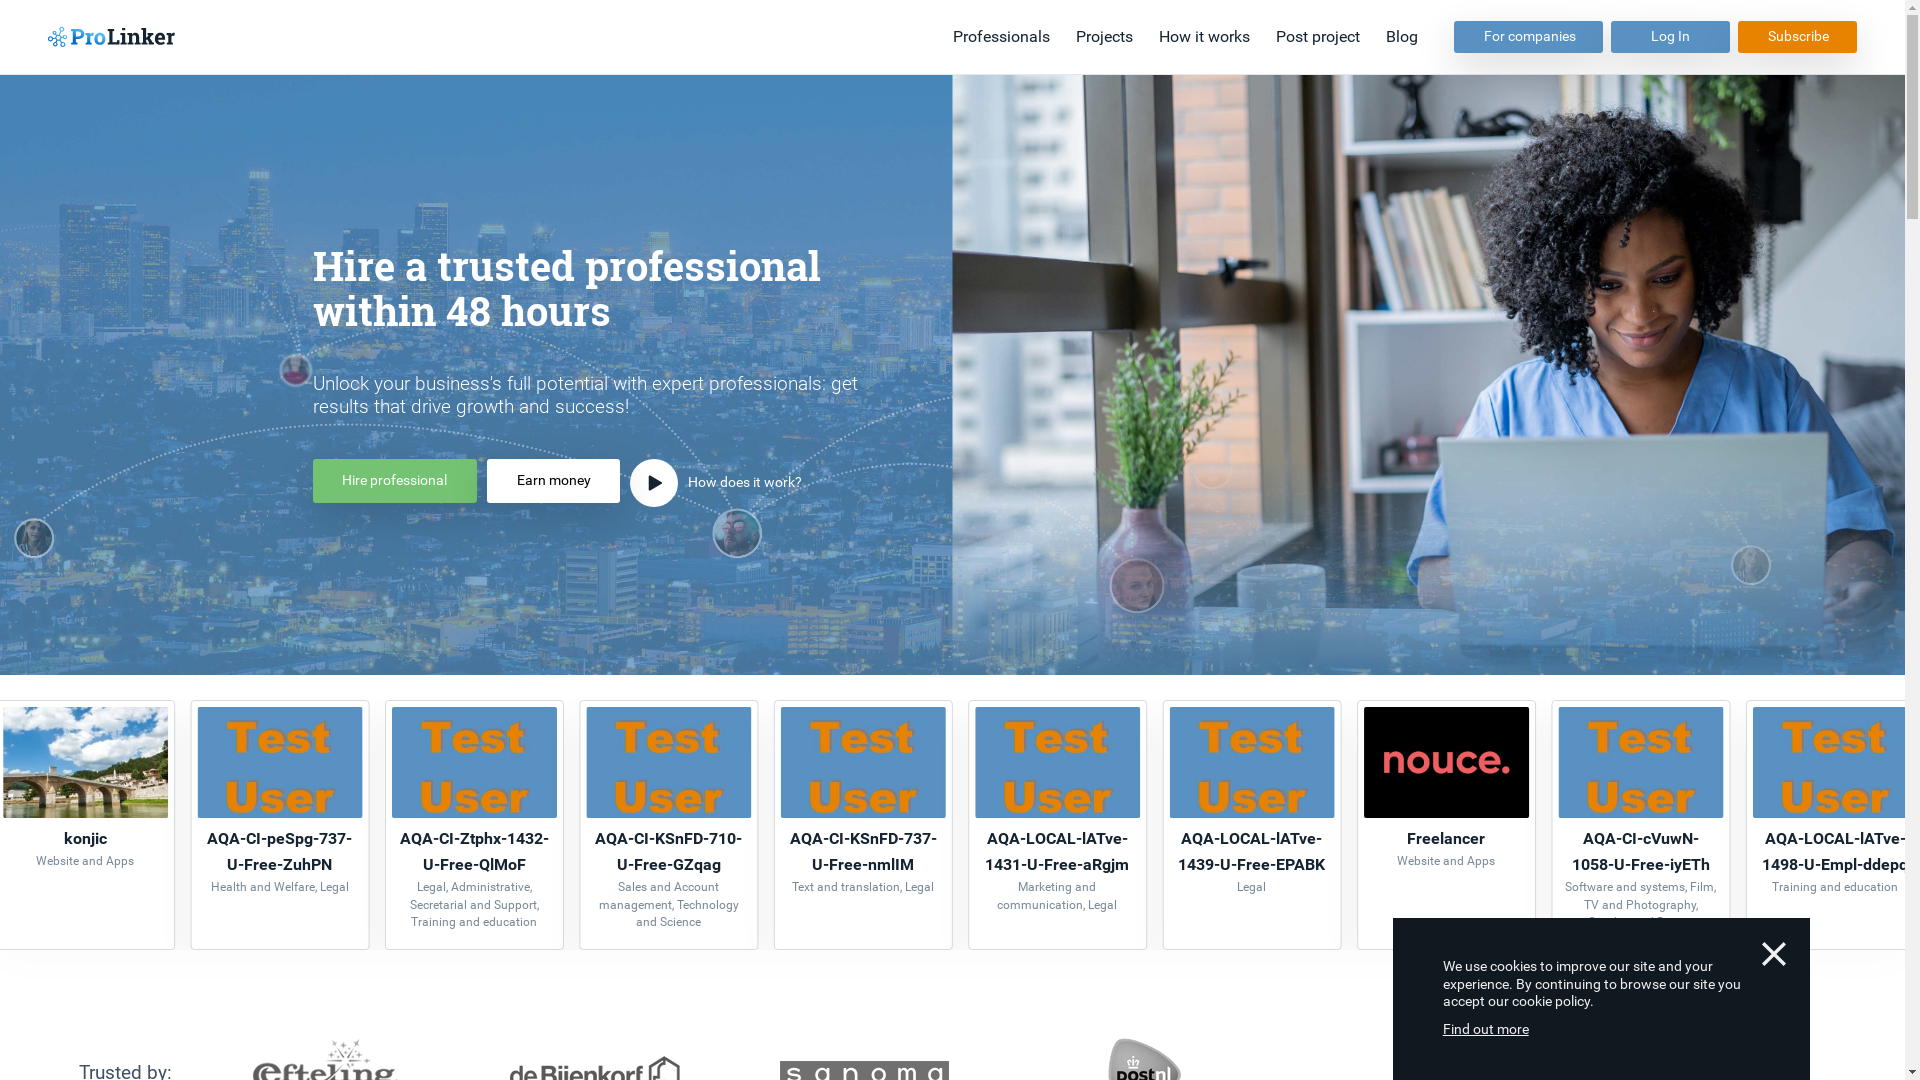 ProLinker
Professionals
Projects
How it works
Post project
Blog
For companies
Log In
Subscribe
Hire a trusted professional
within 48 hours
Unlock your business's full potential with expert professionals: get
results that drive growth and success!
Hire professional
Earn money
How does it work?
Test
User
Test
User
Test
User
Test
User
Test
User
Test
User
nouce.
Test
User
Test
User
konjic
Website and Apps
AQA-CI-peSpg-737-
U-Free-ZuhPN
Health and Welfare, Legal
AQA-CI-Ztphx-1432-
U-Free-QlMoF
Legal, Administrative,
Secretarial and Support,
Training and education
AQA-CI-KSnFD-710-
U-Free-GZqag
Sales and Account
management, Technology
and Science
AQA-CI-KSnFD-737-
U-Free-nmlIM
Text and translation, Legal
AQA-LOCAL-lATve-
1431-U-Free-aRgjm
Marketing and
communication, Legal
AQA-LOCAL-lATve-
1439-U-Free-EPABK
Legal
Freelancer
Website and Apps
AQA-CI-cVuwN-
1058-U-Free-iyETh
Software and systems, Film,
TV and Photography,
AQA-LOCAL-lATve-
1498-U-Empl-ddepd
Training and education
We use cookies to improve our site and your
experience. By continuing to browse our site you
accept our cookie policy.
Find out more
Trusted by:
efteling
de Bijenkorf
sanoma
postnl